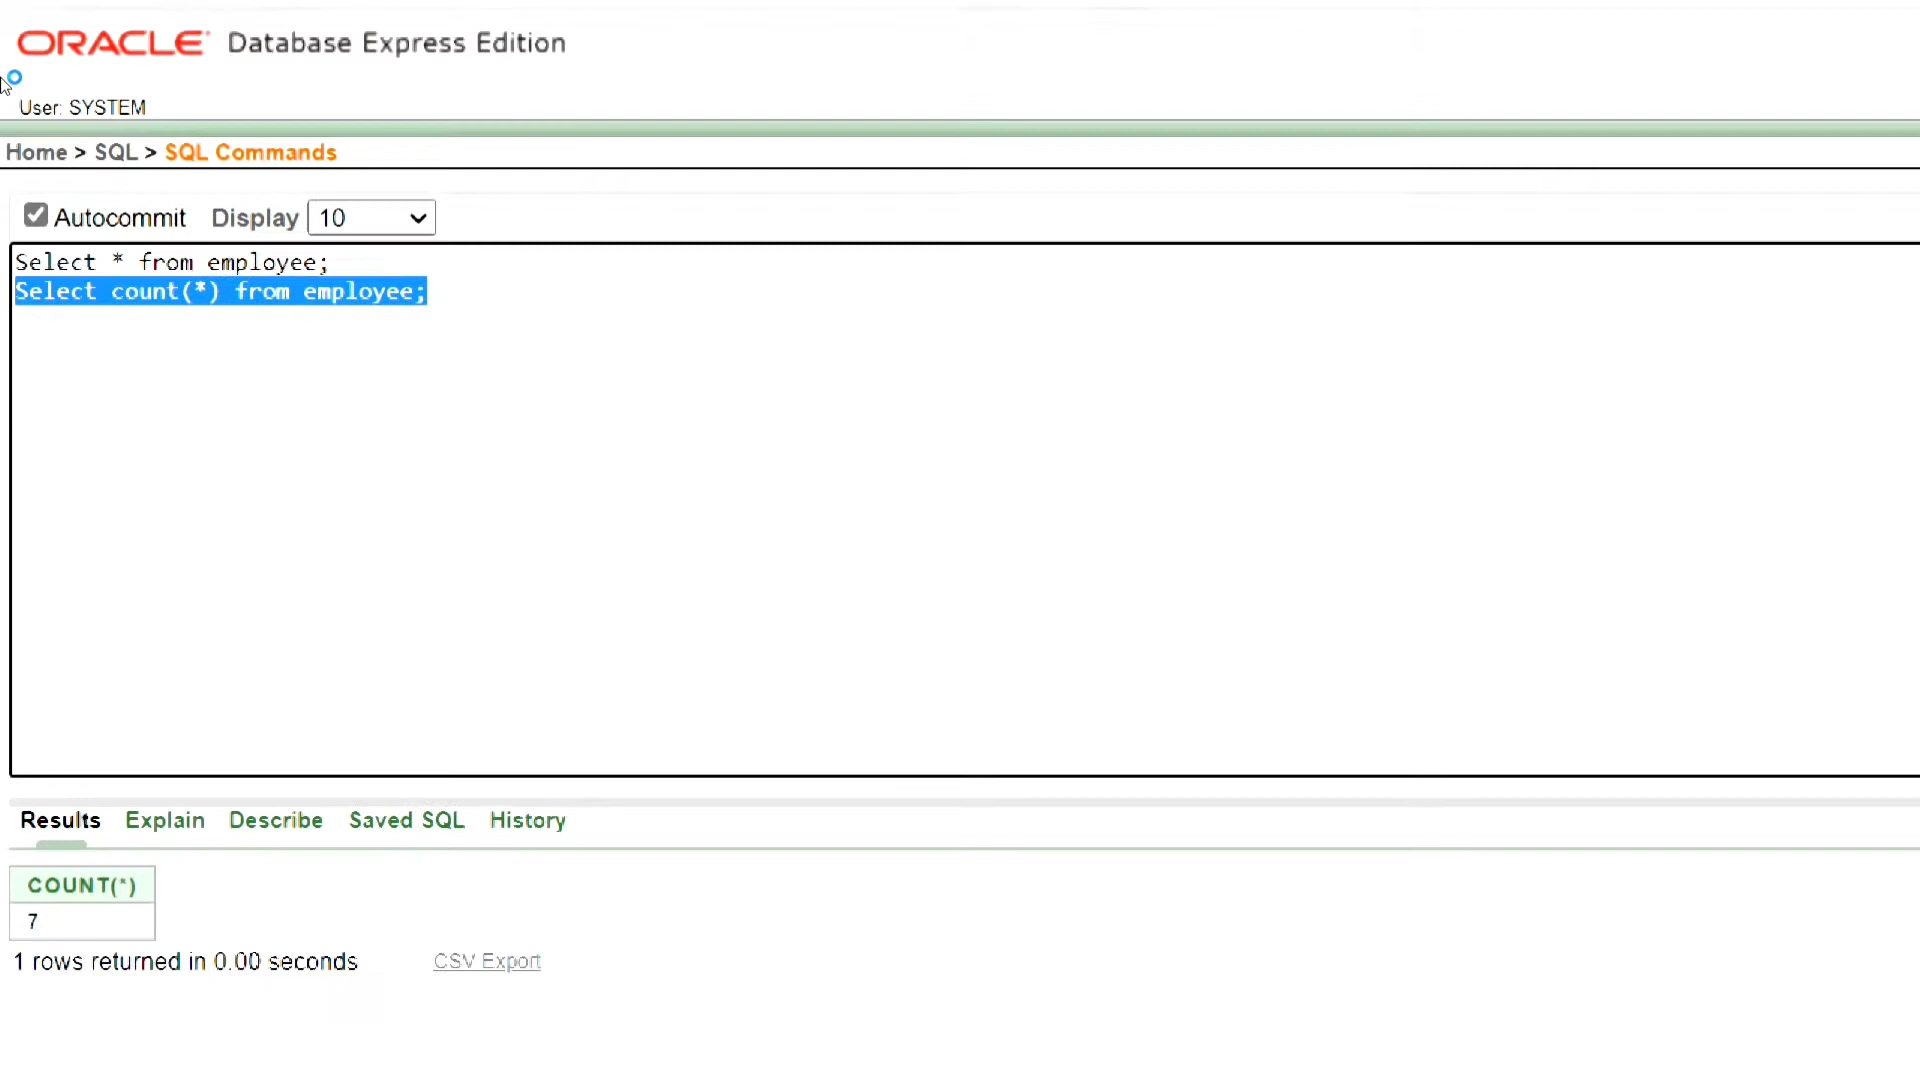 ORACLE Database Express Edition
User: SYSTEM
Home > SQL > SQL Commands
Autocommit Display 10
Select * from employee;
Select count(*) from employee;
Results Explain Describe Saved SQL History
COUNT(*)
7
1 rows returned in 0.00 seconds CSV Export